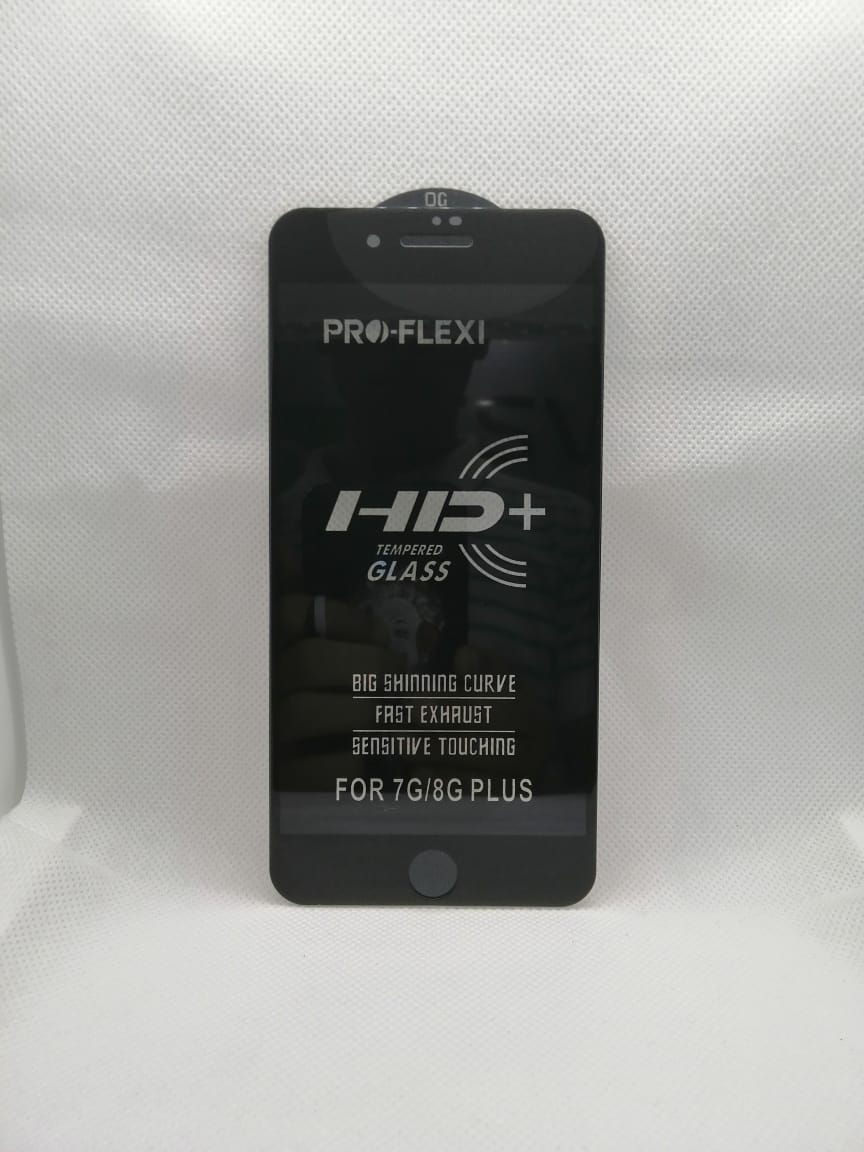 OG
PRO-FLEXI
HD+
TEMPERED
GLASS
BIG SHINNING CURVE
FAST EXHAUST
SENSITIVE TOUCHING
FOR 7G/8G PLUS